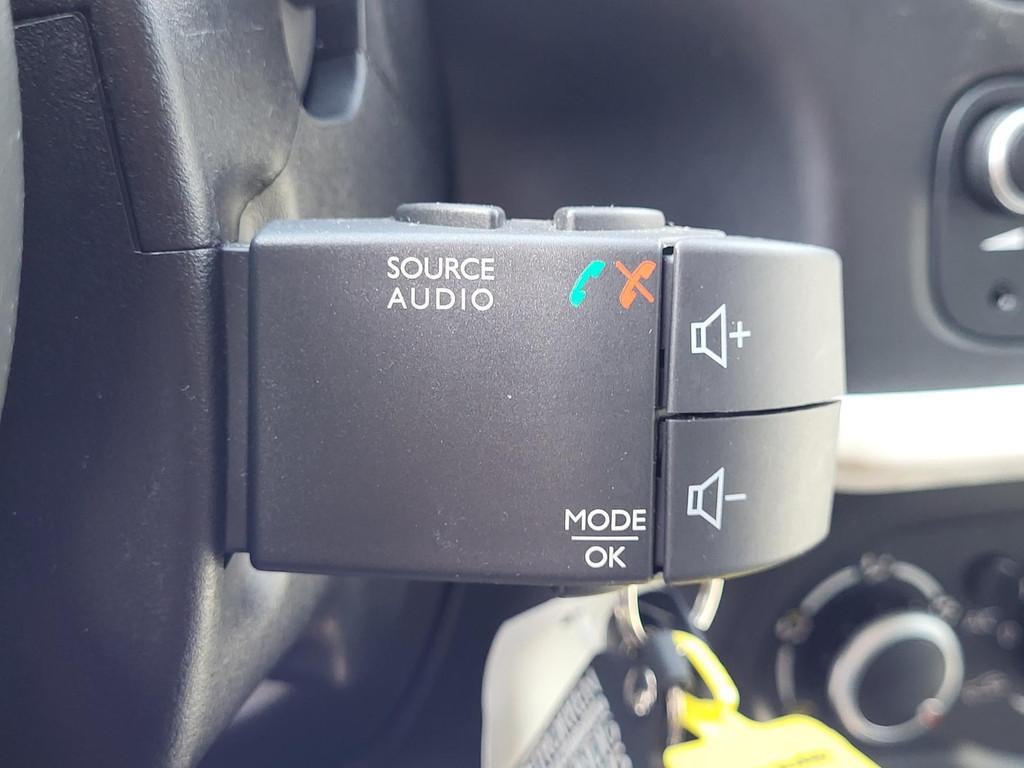 SOURCE
AUDIO
+
-
MODE
OK